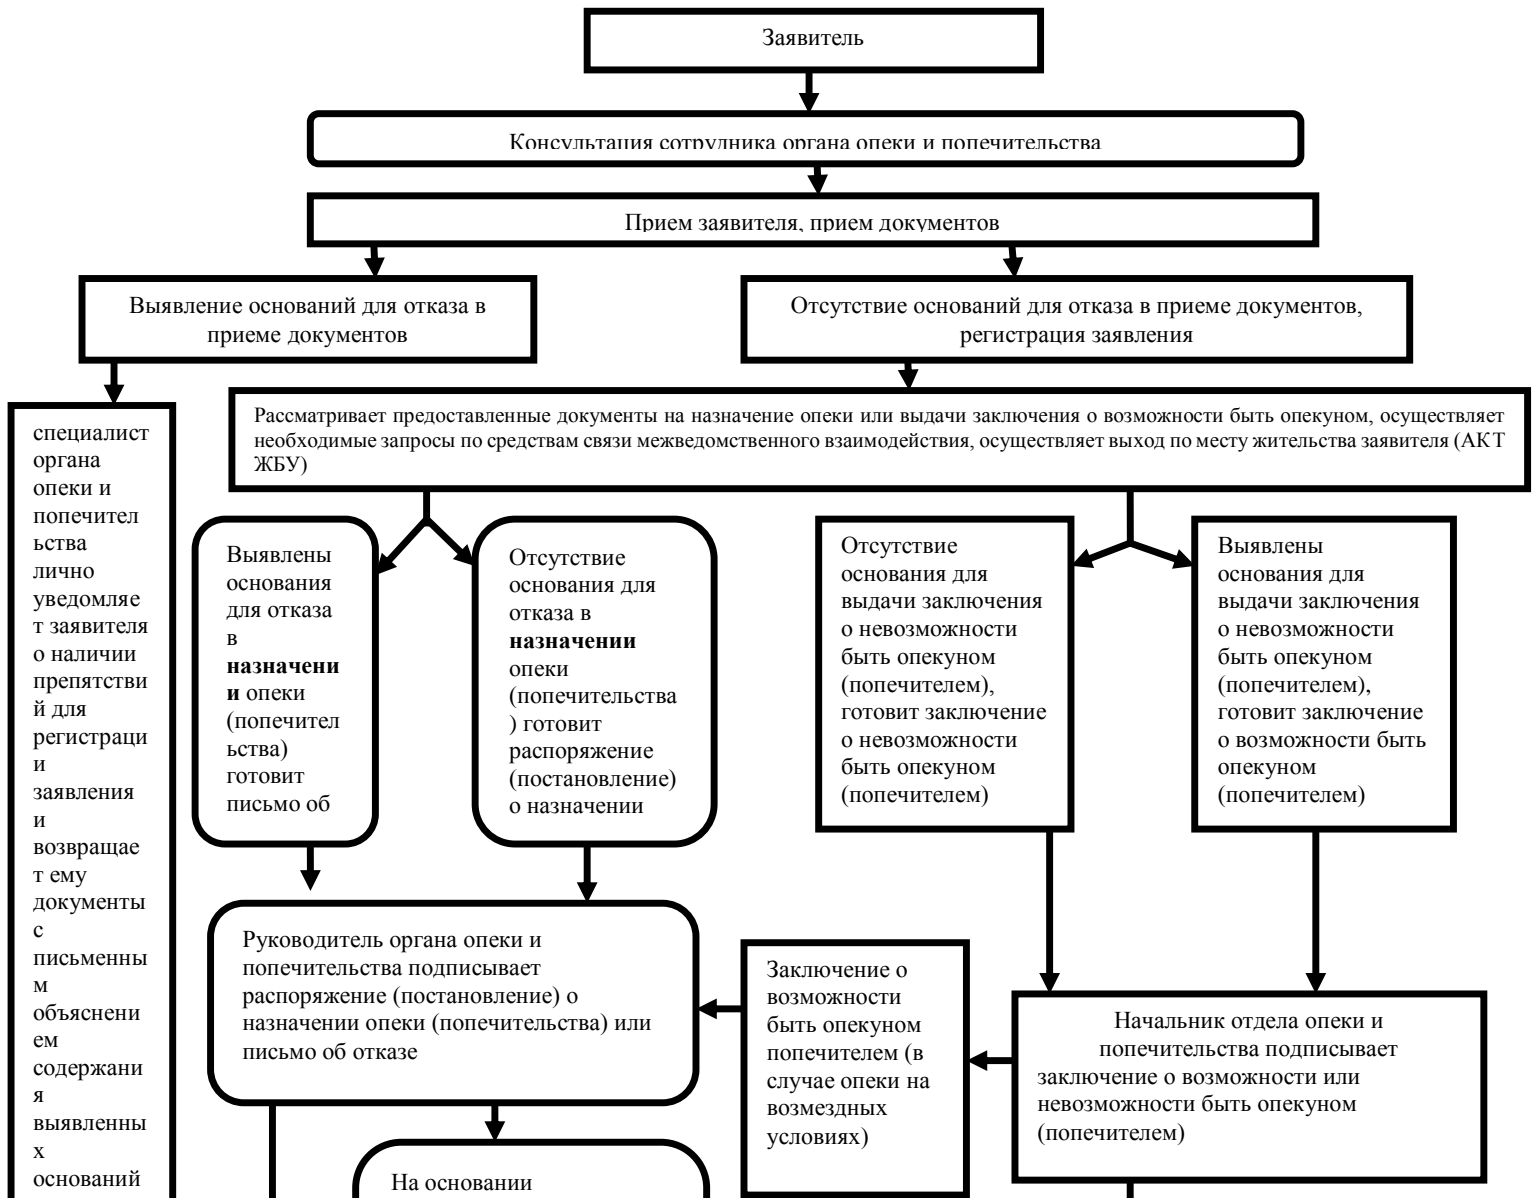 Заявитель
Консультация сотрудника органа опеки и попечительства
Прием заявителя, прием документов
Выявление оснований для отказа в
приеме документов
Отсутствие оснований для отказа в приеме документов,
регистрация заявления
специалист
органа
опеки и
попечител
ьства
лично
уведомляе
т заявителя
о наличии
препятстви
й для
регистраци
и
заявления
и
возвращае
т ему
документы
с
письменны
м
объяснени
ем
содержани
я
выявленны
х
оснований
Рассматривает предоставленные документы на назначение опеки или выдачи заключения о возможности быть опекуном, осуществляет
необходимые запросы по средствам связи межведомственного взаимодействия, осуществляет выход по месту жительства заявителя (АКТ
ЖБУ)
Выявлены
основания
для отказа
в
назначени
и опеки
(попечител
ьства)
готовит
письмо об
Отсутствие
основания для
отказа в
назначении
опеки
(попечительства
) готовит
распоряжение
(постановление)
о назначении
Отсутствие
основания для
выдачи заключения
о невозможности
быть опекуном
(попечителем),
готовит заключение
о невозможности
быть опекуном
(попечителем)
Выявлены
основания для
выдачи заключения
о невозможности
быть опекуном
(попечителем),
готовит заключение
о возможности быть
опекуном
(попечителем)
Руководитель органа опеки и
попечительства подписывает
распоряжение (постановление) о
назначении опеки (попечительства) или
письмо об отказе
Заключение о
возможности
быть опекуном
попечителем (в
случае опеки на
возмездных
условиях)
Начальник отдела опеки и
попечительства подписывает
заключение о возможности или
невозможности быть опекуном
(попечителем)
На основании